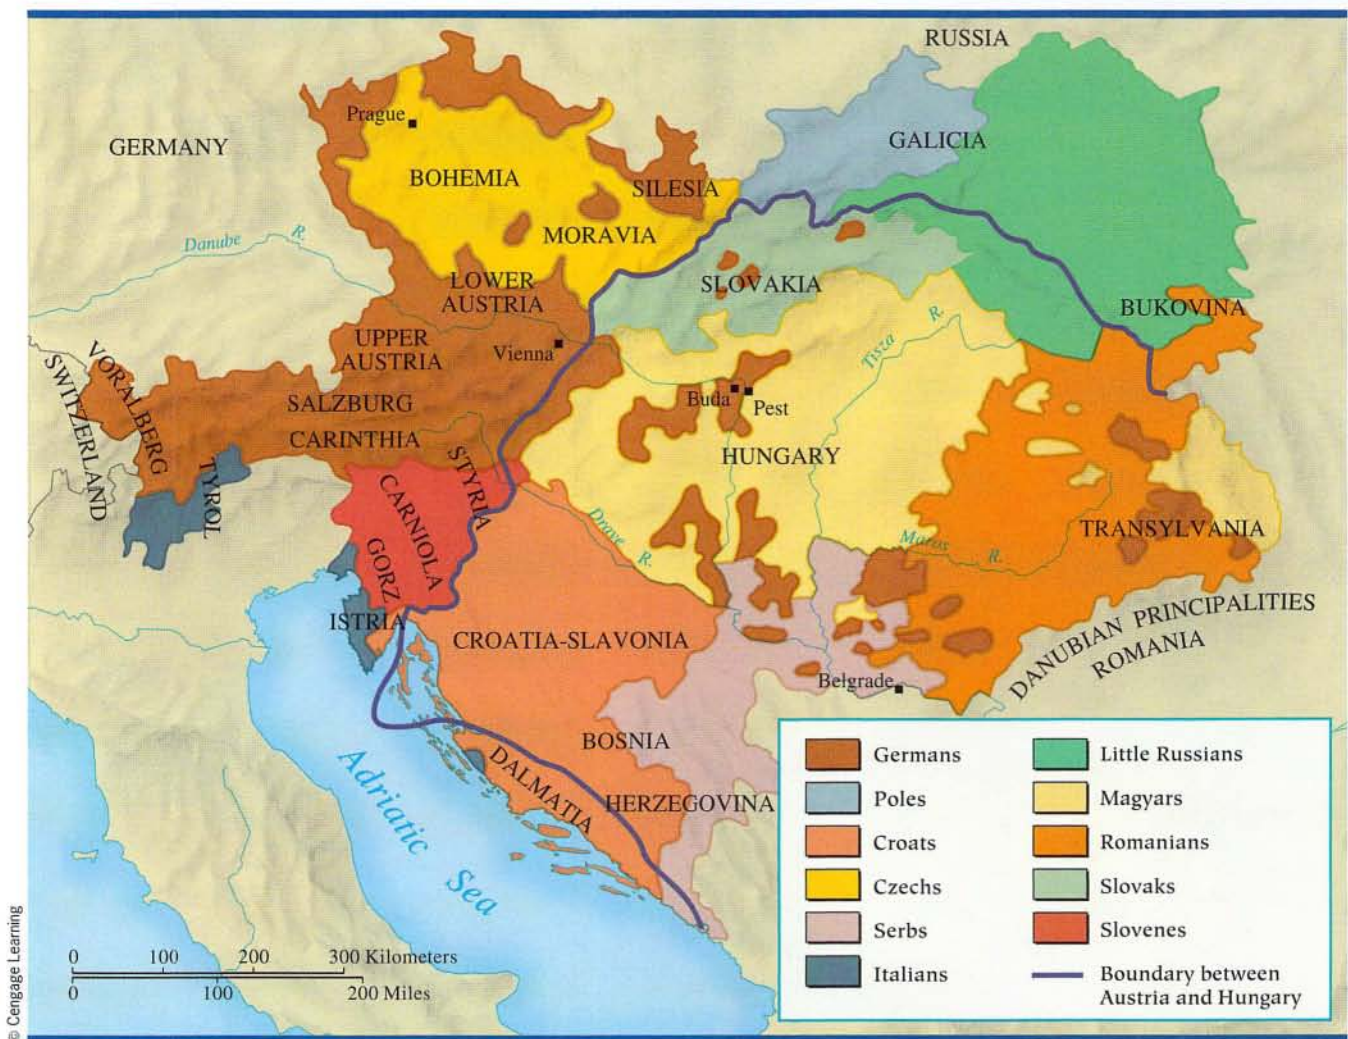 RUSSIA
Prague
GERMANY
GALICIA
BOHEMIA
SILESIA
MORAVIA
Danube R.
LOWER
AUSTRIA
SLOVAKIA
BUKOVINA
UPPER
AUSTRIA
Vienna
Tisza R.
VORALBERG
SWITZERLAND
SALZBURG
Buda
Pest
CARINTHIA
STYRIA
HUNGARY
TYROL
CARNIOLA
GORZ
Drave R.
Maros R.
TRANSYLVANIA
ISTRIA
CROATIA-SLAVONIA
DANUBIAN PRINCIPALITIES
ROMANIA
Belgrade
BOSNIA
DALMATIA
HERZEGOVINA
Adriatic Sea
Germans
Poles
Croats
Czechs
Serbs
Italians
Little Russians
Magyars
Romanians
Slovaks
Slovenes
Boundary between
Austria and Hungary
0 100 200 300 Kilometers
0 100 200 Miles
© Cengage Learning